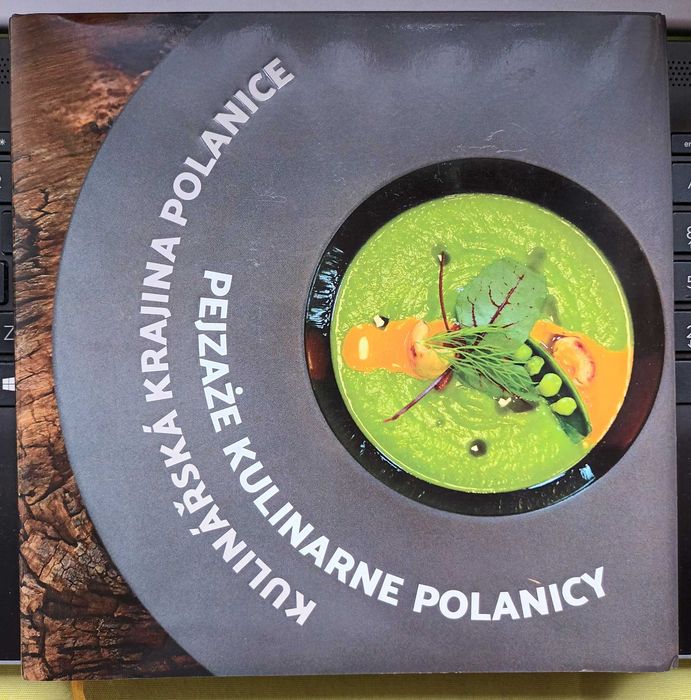 KULINÁŘSKÁ KRAJINA POLANICE
PEJZAŻE KULINARNE POLANICY